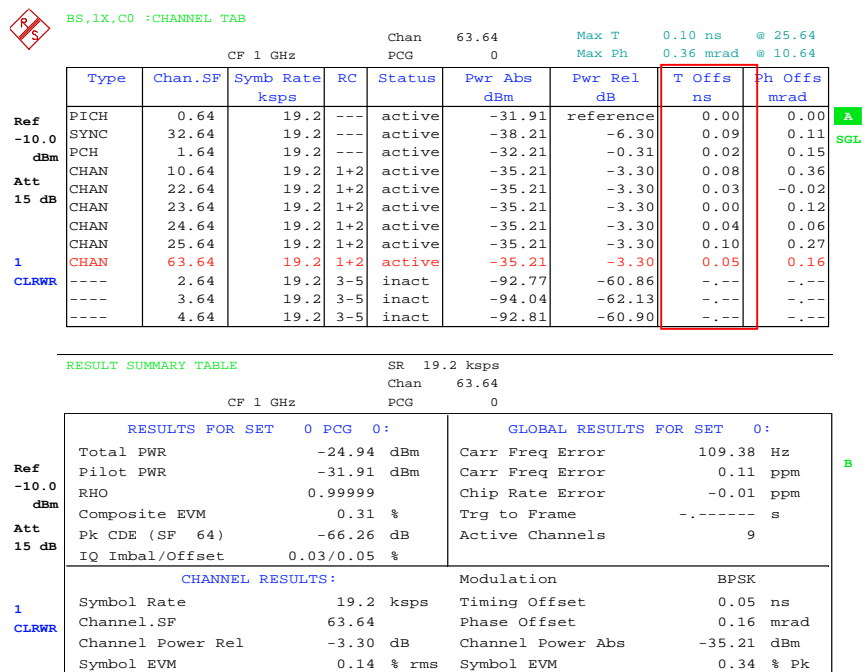 R S
BS,1X,C0 :CHANNEL TAB
Chan 63.64 Max T 0.10 ns @ 25.64
CF 1 GHz PCG 0 Max Ph 0.36 mrad @ 10.64
Type Chan.SF Symb Rate RC Status Pwr Abs Pwr Rel T Offs Ph Offs
ksps dBm dB ns mrad
Ref
-10.0
dBm
Att
15 dB
1
CLRWR
PICH 0.64 19.2 --- active -31.91 reference 0.00 0.00
SYNC 32.64 19.2 --- active -38.21 -6.30 0.09 0.11
PCH 1.64 19.2 --- active -32.21 -0.31 0.02 0.15
CHAN 10.64 19.2 1+2 active -35.21 -3.30 0.08 0.36
CHAN 22.64 19.2 1+2 active -35.21 -3.30 0.03 -0.02
CHAN 23.64 19.2 1+2 active -35.21 -3.30 0.00 0.12
CHAN 24.64 19.2 1+2 active -35.21 -3.30 0.04 0.06
CHAN 25.64 19.2 1+2 active -35.21 -3.30 0.10 0.27
CHAN 63.64 19.2 1+2 active -35.21 -3.30 0.05 0.16
---- 2.64 19.2 3-5 inact -92.77 -60.86 -.-- -.--
---- 3.64 19.2 3-5 inact -94.04 -62.13 -.-- -.--
---- 4.64 19.2 3-5 inact -92.81 -60.90 -.-- -.--
A
SGL
RESULT SUMMARY TABLE SR 19.2 ksps
Chan 63.64
CF 1 GHz PCG 0
Ref
-10.0
dBm
Att
15 dB
1
CLRWR
RESULTS FOR SET 0 PCG 0: GLOBAL RESULTS FOR SET 0:
Total PWR -24.94 dBm Carr Freq Error 109.38 Hz
Pilot PWR -31.91 dBm Carr Freq Error 0.11 ppm
RHO 0.99999 Chip Rate Error -0.01 ppm
Composite EVM 0.31 % Trg to Frame -.------ s
Pk CDE (SF 64) -66.26 dB Active Channels 9
IQ Imbal/Offset 0.03/0.05 %
CHANNEL RESULTS: Modulation BPSK
Symbol Rate 19.2 ksps Timing Offset 0.05 ns
Channel.SF 63.64 Phase Offset 0.16 mrad
Channel Power Rel -3.30 dB Channel Power Abs -35.21 dBm
Symbol EVM 0.14 % rms Symbol EVM 0.34 % Pk
B